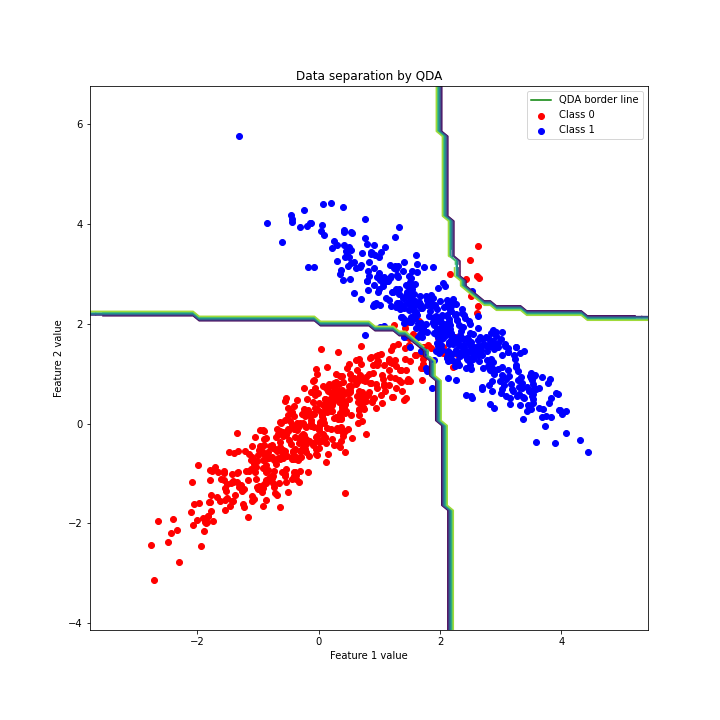 Data separation by QDA
QDA border line
Class 0
Class 1
6
4
2
0
−2
−4
Feature 2 value
−2
0
2
4
Feature 1 value